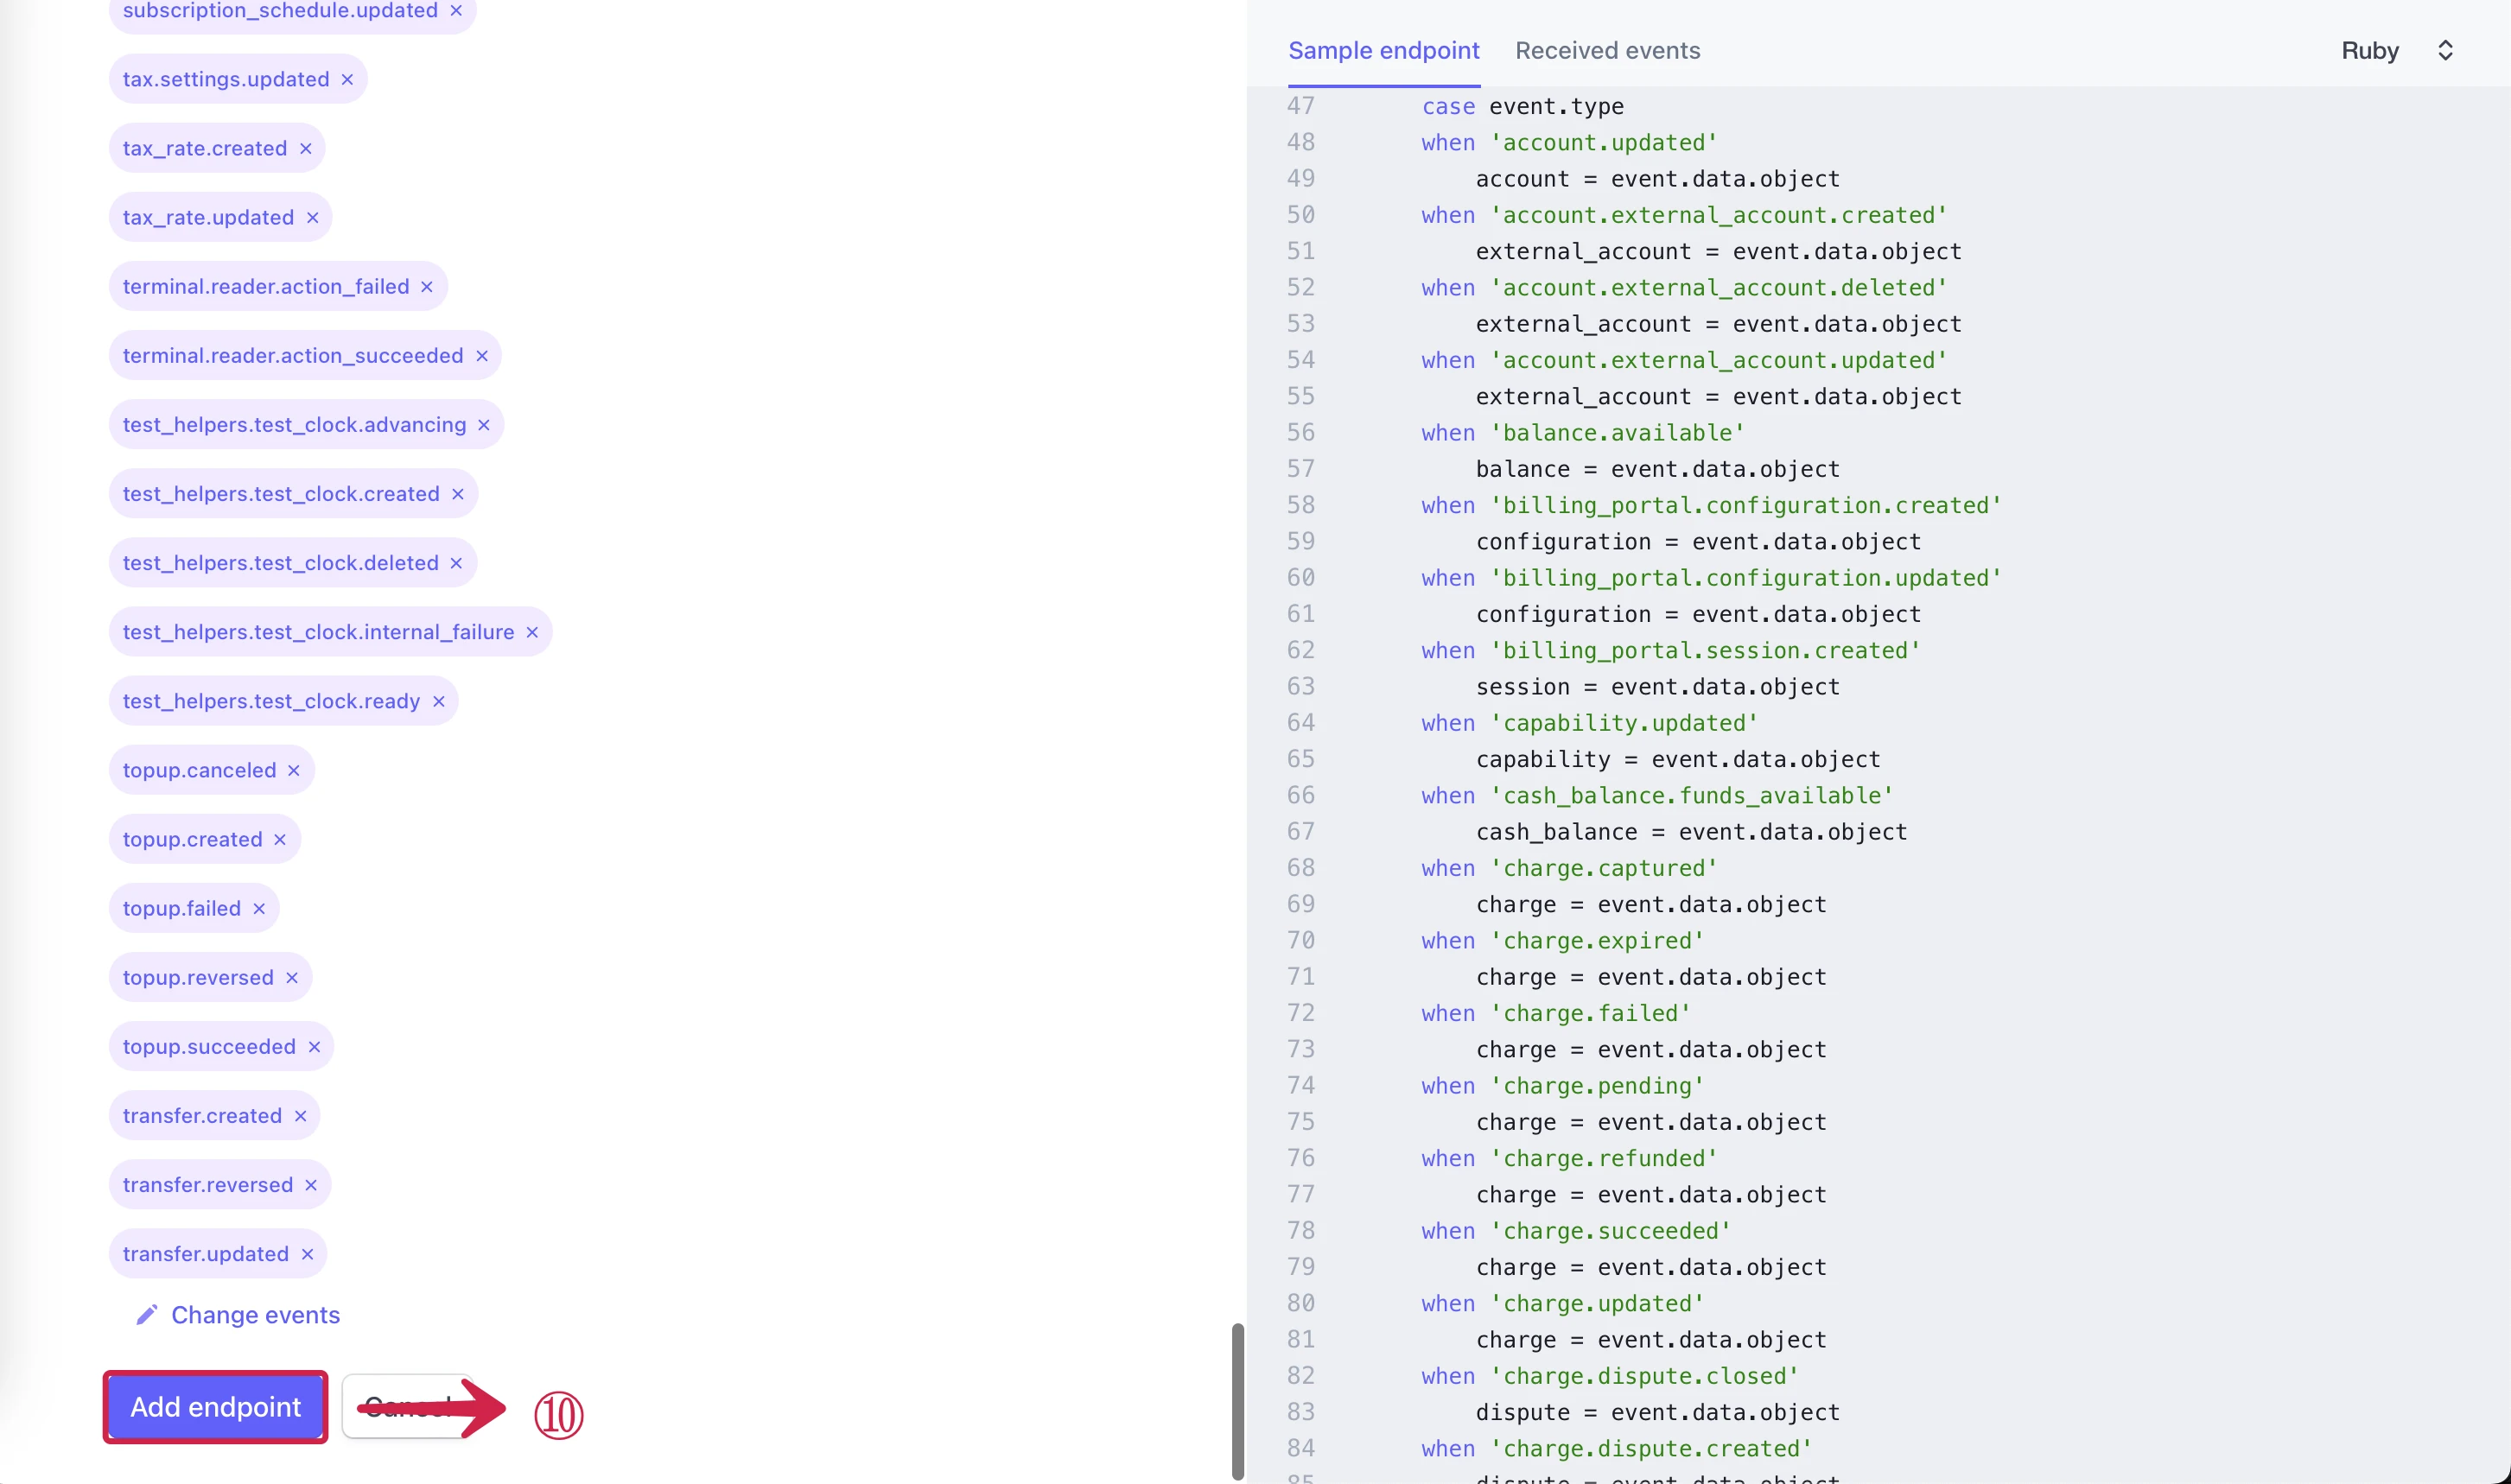 subscription_schedule.updated ×
tax.settings.updated ×
tax_rate.created ×
tax_rate.updated ×
terminal.reader.action_failed ×
terminal.reader.action_succeeded ×
test_helpers.test_clock.advancing ×
test_helpers.test_clock.created ×
test_helpers.test_clock.deleted ×
test_helpers.test_clock.internal_failure ×
test_helpers.test_clock.ready ×
topup.canceled ×
topup.created ×
topup.failed ×
topup.reversed ×
topup.succeeded ×
transfer.created ×
transfer.reversed ×
transfer.updated ×
Change events
Add endpoint
Cancel
⑩
Sample endpoint Received events Ruby
47 case event.type
48 when 'account.updated'
49 account = event.data.object
50 when 'account.external_account.created'
51 external_account = event.data.object
52 when 'account.external_account.deleted'
53 external_account = event.data.object
54 when 'account.external_account.updated'
55 external_account = event.data.object
56 when 'balance.available'
57 balance = event.data.object
58 when 'billing_portal.configuration.created'
59 configuration = event.data.object
60 when 'billing_portal.configuration.updated'
61 configuration = event.data.object
62 when 'billing_portal.session.created'
63 session = event.data.object
64 when 'capability.updated'
65 capability = event.data.object
66 when 'cash_balance.funds_available'
67 cash_balance = event.data.object
68 when 'charge.captured'
69 charge = event.data.object
70 when 'charge.expired'
71 charge = event.data.object
72 when 'charge.failed'
73 charge = event.data.object
74 when 'charge.pending'
75 charge = event.data.object
76 when 'charge.refunded'
77 charge = event.data.object
78 when 'charge.succeeded'
79 charge = event.data.object
80 when 'charge.updated'
81 charge = event.data.object
82 when 'charge.dispute.closed'
83 dispute = event.data.object
84 when 'charge.dispute.created'
85 dispute = event.data.object